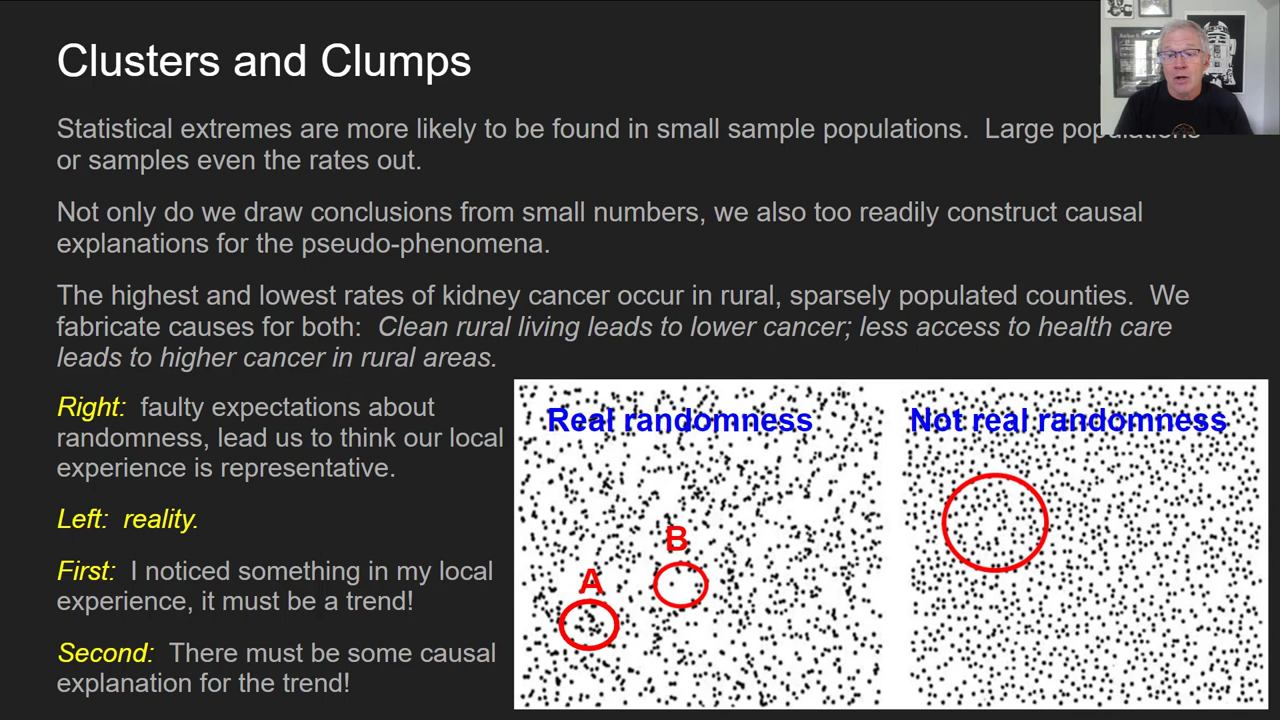 Clusters and Clumps
Statistical extremes are more likely to be found in small sample populations. Large populations
or samples even the rates out.
Not only do we draw conclusions from small numbers, we also too readily construct causal
explanations for the pseudo-phenomena.
The highest and lowest rates of kidney cancer occur in rural, sparsely populated counties. We
fabricate causes for both: Clean rural living leads to lower cancer; less access to health care
leads to higher cancer in rural areas.
Right: faulty expectations about
randomness, lead us to think our local
experience is representative.
Left: reality.
First: I noticed something in my local
experience, it must be a trend!
Second: There must be some causal
explanation for the trend!
Real randomness
Not real randomness
B
A